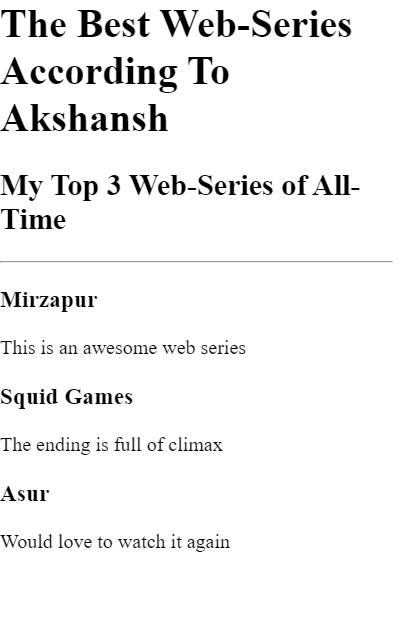 The Best Web-Series
According To
Akshansh
My Top 3 Web-Series of All-
Time
Mirzapur
This is an awesome web series
Squid Games
The ending is full of climax
Asur
Would love to watch it again